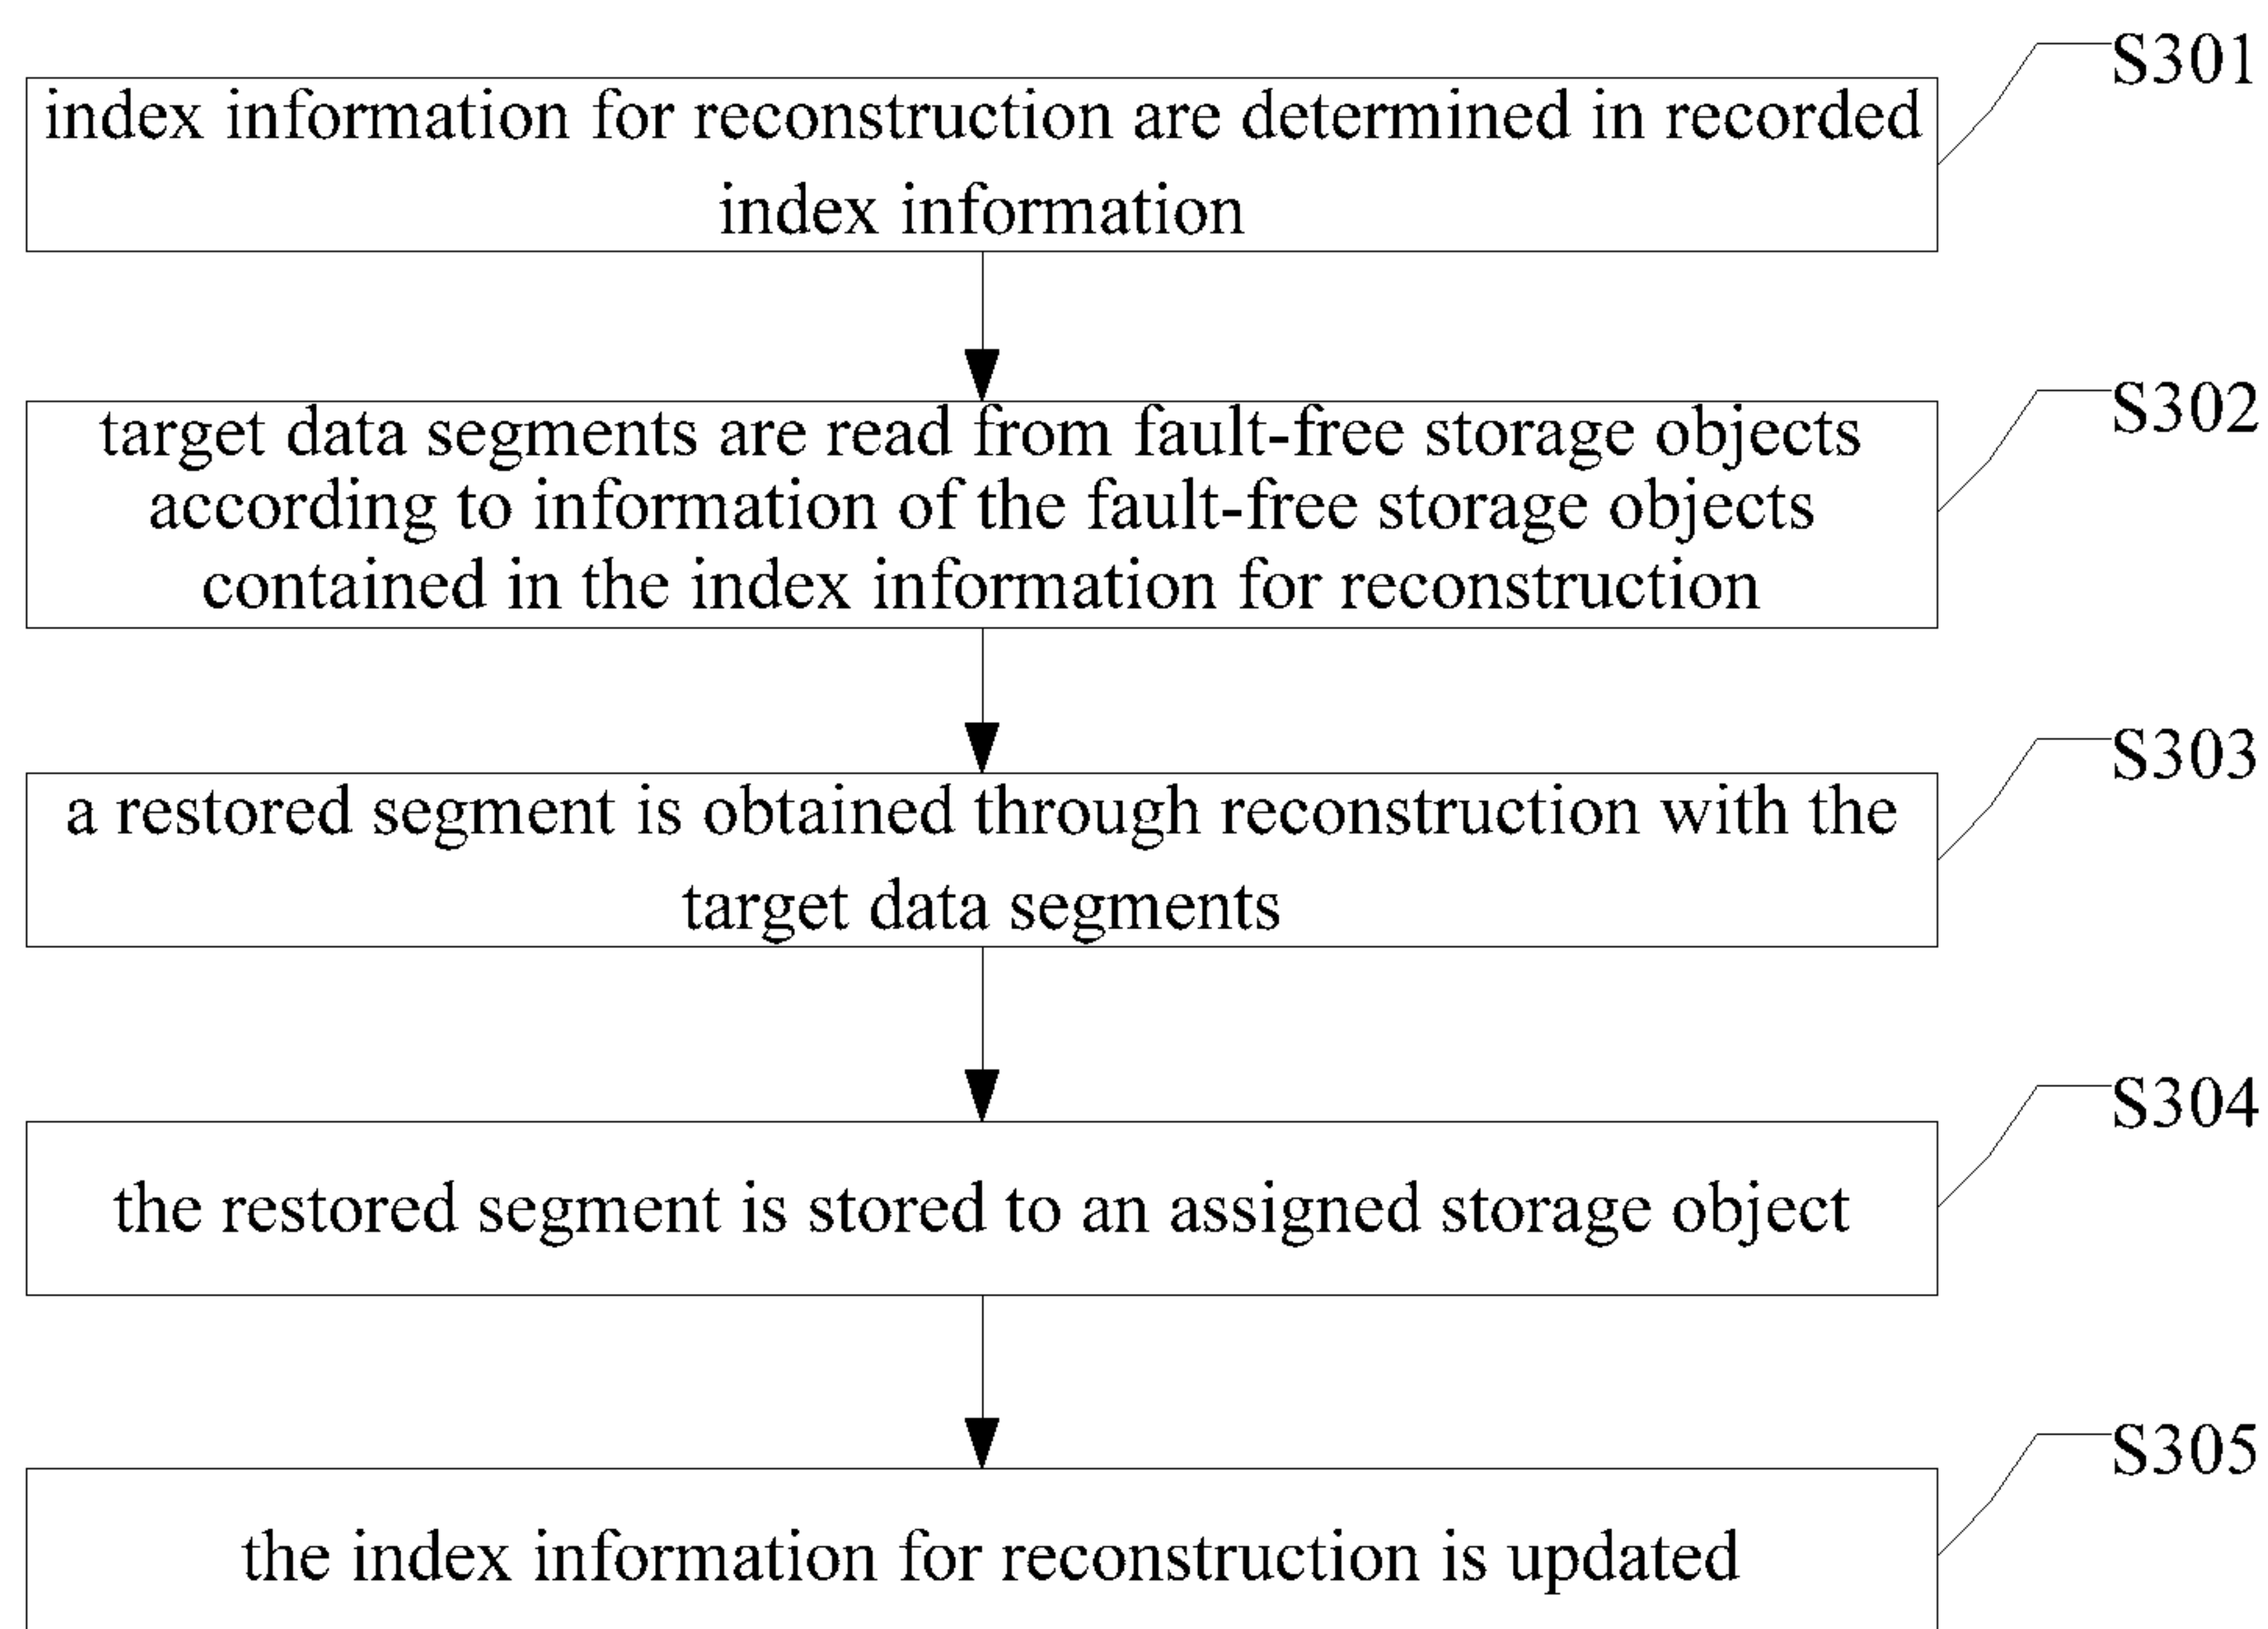 S301
index information for reconstruction are determined in recorded
index information
S302
target data segments are read from fault-free storage objects
according to information of the fault-free storage objects
contained in the index information for reconstruction
S303
a restored segment is obtained through reconstruction with the
target data segments
S304
the restored segment is stored to an assigned storage object
S305
the index information for reconstruction is updated